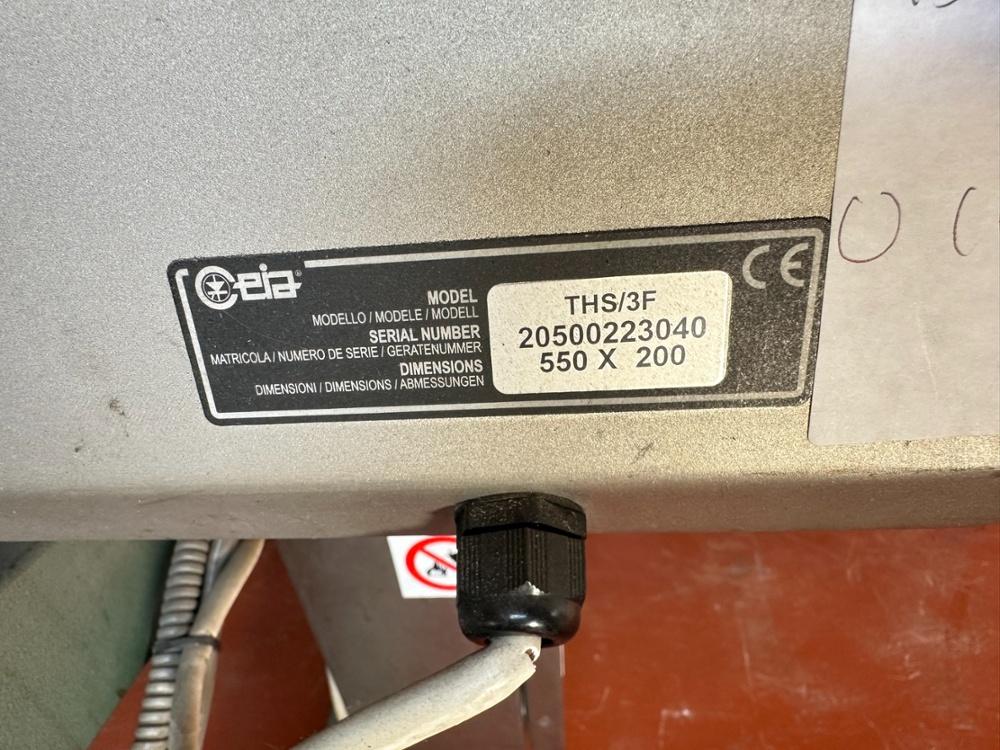 ceia®
CE
MODEL
MODELLO / MODELE / MODELL
SERIAL NUMBER
MATRICOLA / NUMERO DE SERIE / GERATENUMMER
DIMENSIONS
DIMENSIONI / DIMENSIONS / ABMESSUNGEN
THS/3F
20500223040
550 X 200